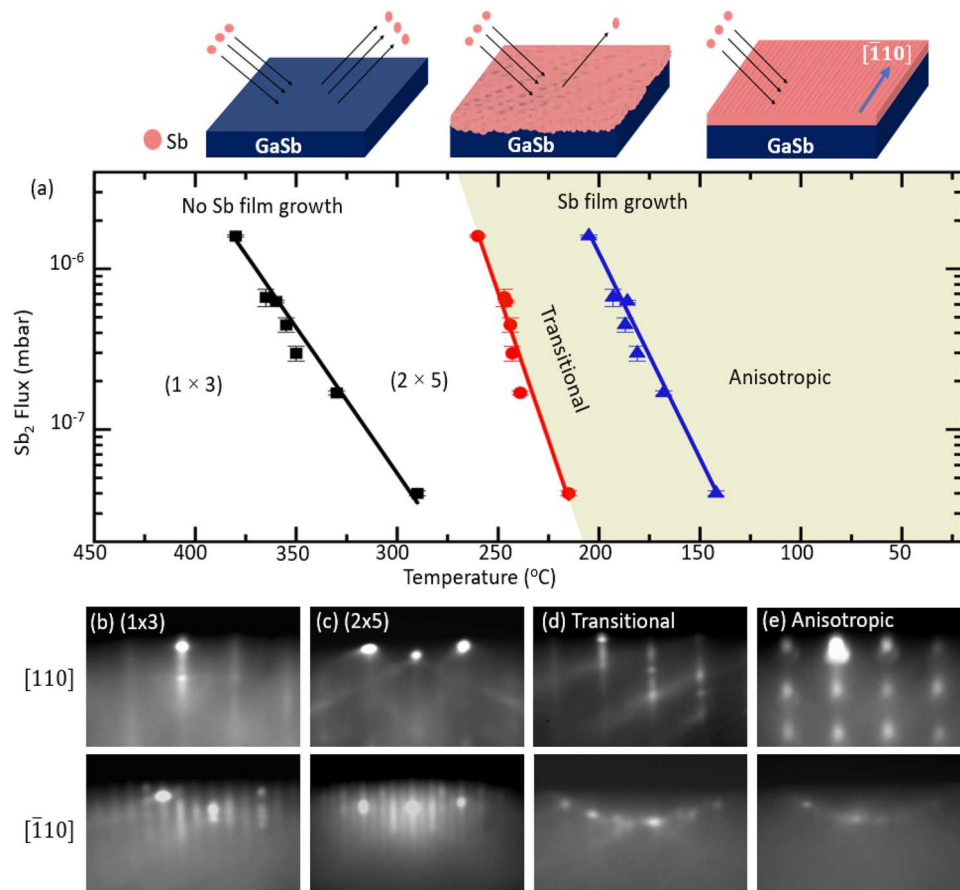 [1̄10]
Sb
GaSb
GaSb
GaSb
(a)
No Sb film growth
Sb film growth
10⁻⁶
10⁻⁷
Sb₂ Flux (mbar)
(1 × 3)
(2 × 5)
Transitional
Anisotropic
450
400
350
300
250
200
150
100
50
Temperature (°C)
(b) (1x3)
(c) (2x5)
(d) Transitional
(e) Anisotropic
[110]
[1̄10]